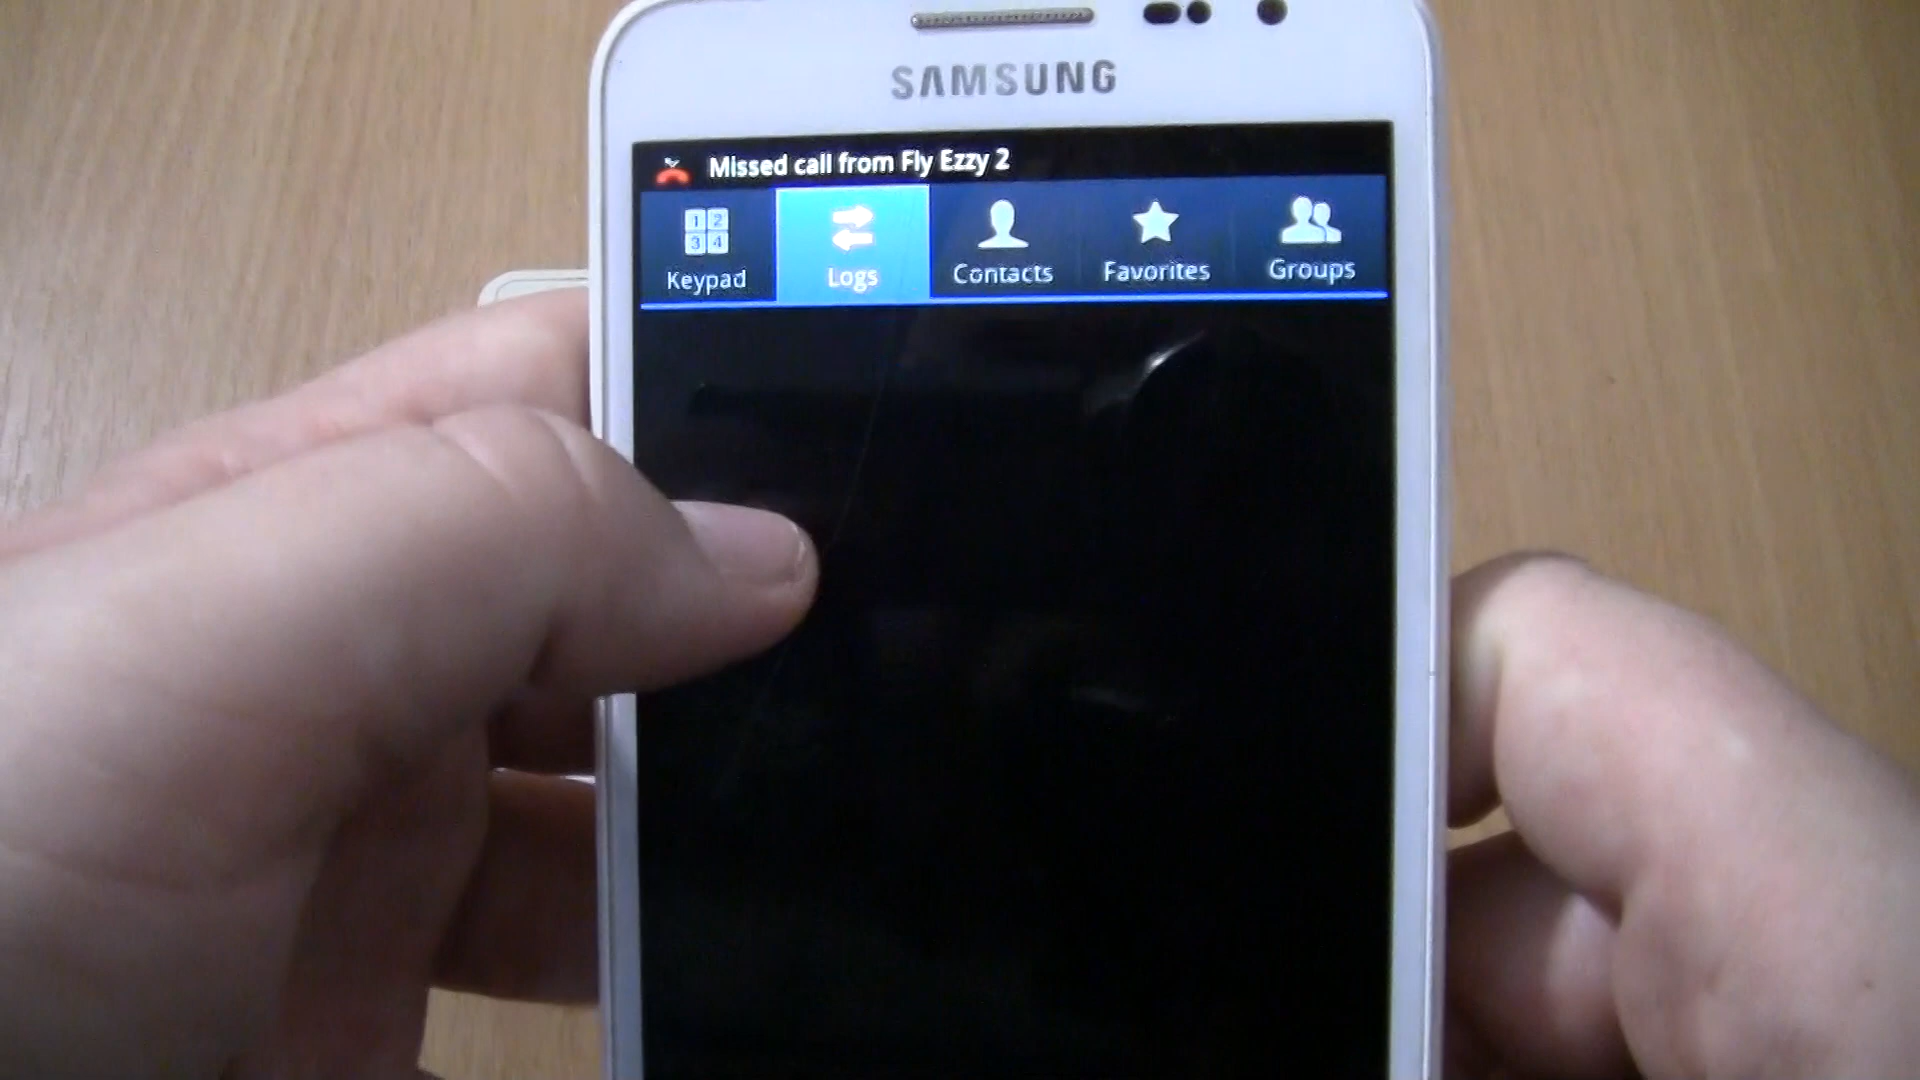 SAMSUNG
Missed call from Fly Ezzy 2
1 2
3 4
Keypad Logs Contacts Favorites Groups